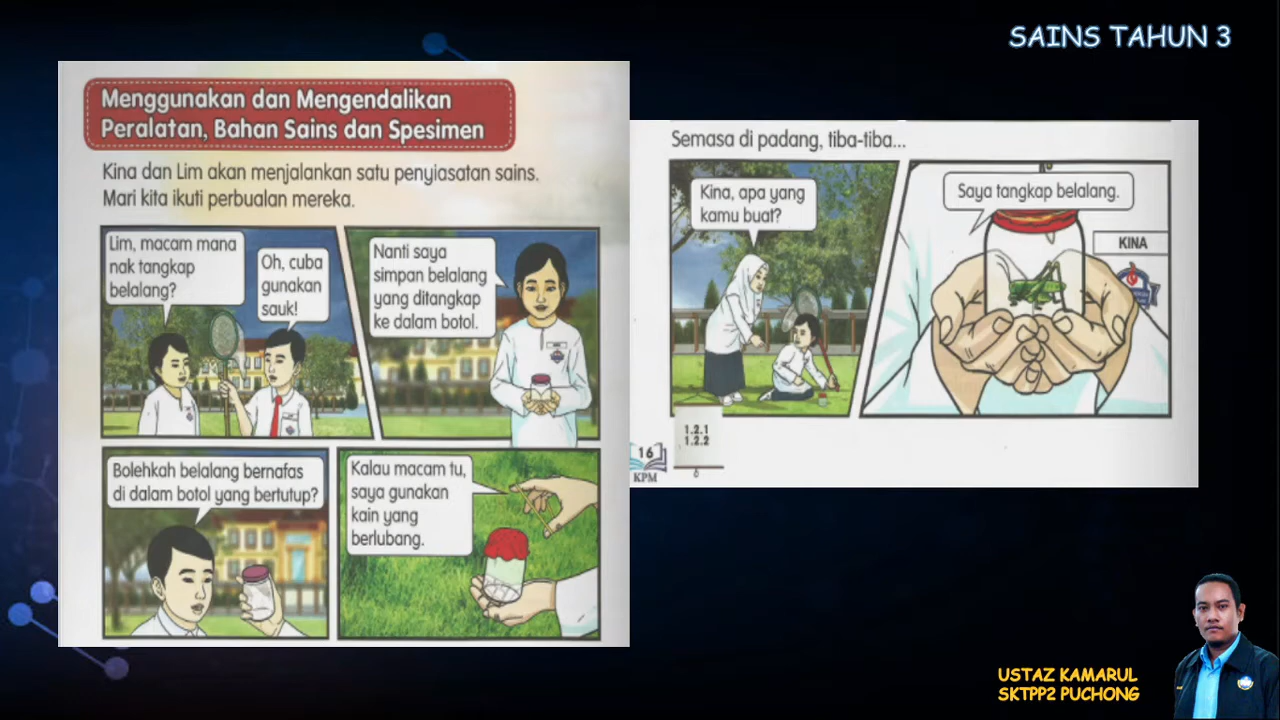 SAINS TAHUN 3
Menggunakan dan Mengendalikan
Peralatan, Bahan Sains dan Spesimen
Kina dan Lim akan menjalankan satu penyiasatan sains.
Mari kita ikuti perbualan mereka.
Lim, macam mana
nak tangkap
belalang?
Oh, cuba
gunakan
sauk!
Nanti saya
simpan belalang
yang ditangkap
ke dalam botol.
Bolehkah belalang bernafas
di dalam botol yang bertutup?
Kalau macam tu,
saya gunakan
kain yang
berlubang.
Semasa di padang, tiba-tiba...
Kina, apa yang
kamu buat?
Saya tangkap belalang.
KINA
1.2.1
1.2.2
16
KPM
USTAZ KAMARUL
SKTPP2 PUCHONG